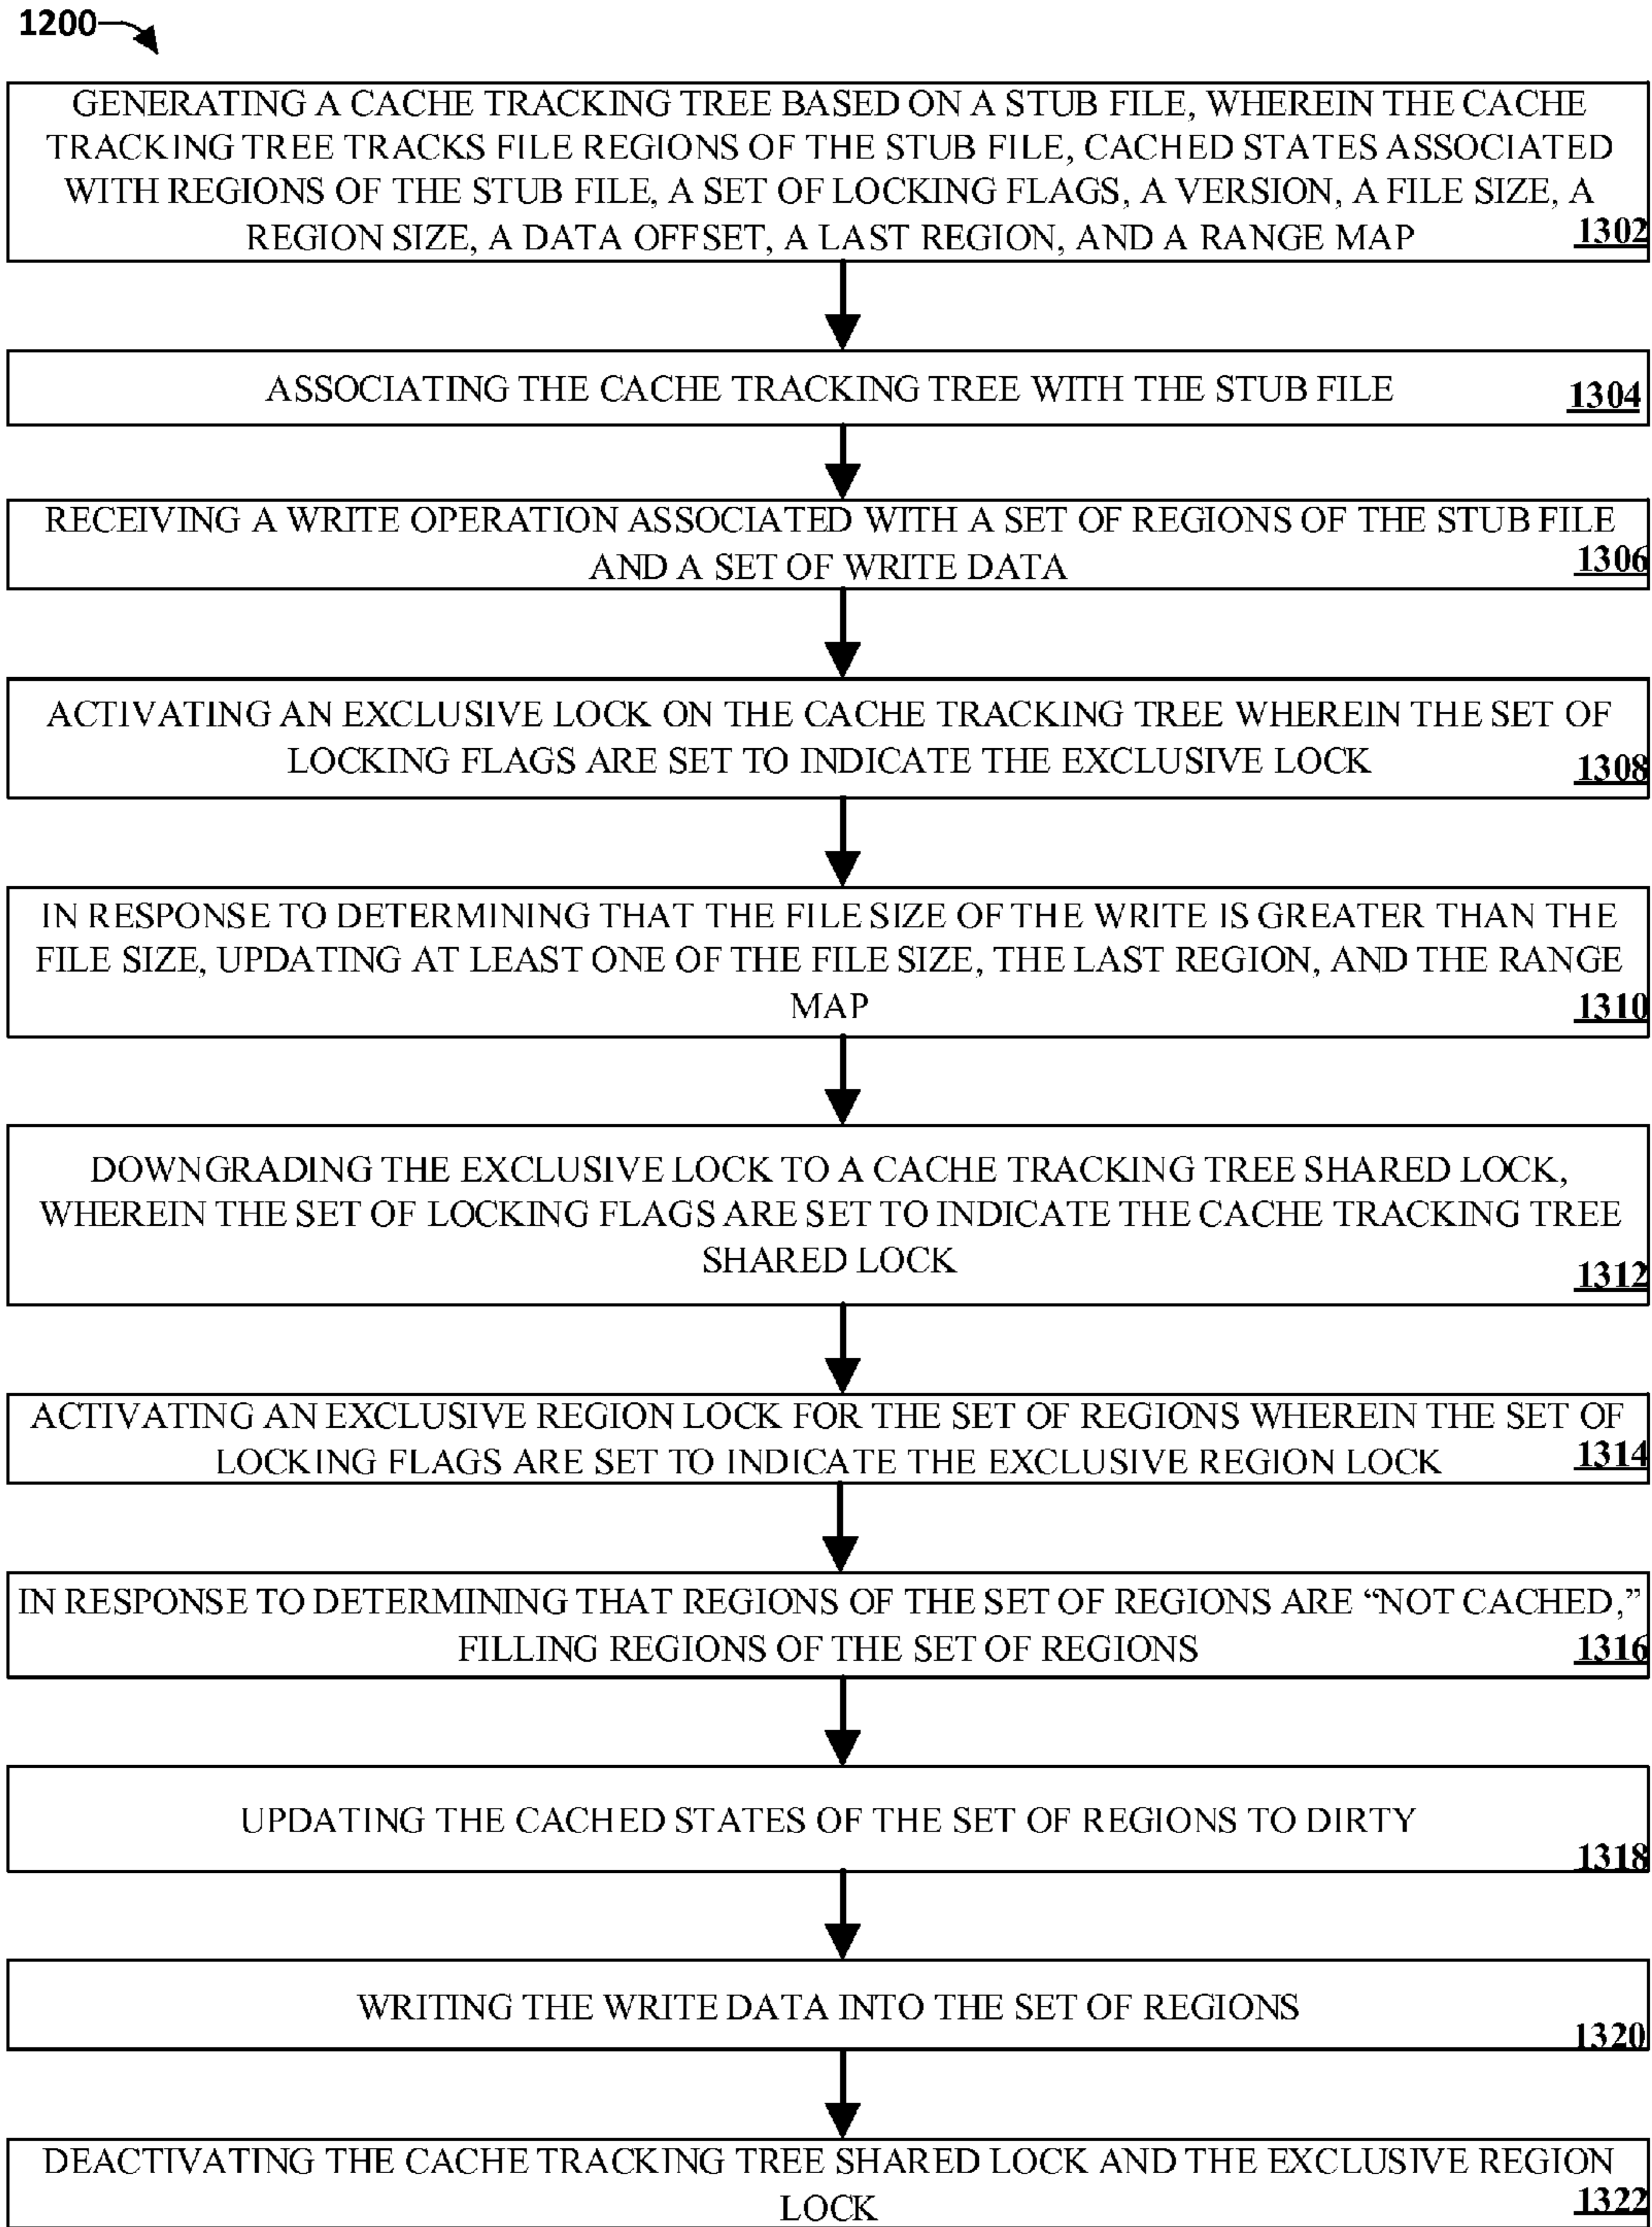 1200
GENERATING A CACHE TRACKING TREE BASED ON A STUB FILE, WHEREIN THE CACHE
TRACKING TREE TRACKS FILE REGIONS OF THE STUB FILE, CACHED STATES ASSOCIATED
WITH REGIONS OF THE STUB FILE, A SET OF LOCKING FLAGS, A VERSION, A FILE SIZE, A
REGION SIZE, A DATA OFFSET, A LAST REGION, AND A RANGE MAP 1302
ASSOCIATING THE CACHE TRACKING TREE WITH THE STUB FILE 1304
RECEIVING A WRITE OPERATION ASSOCIATED WITH A SET OF REGIONS OF THE STUB FILE
AND A SET OF WRITE DATA 1306
ACTIVATING AN EXCLUSIVE LOCK ON THE CACHE TRACKING TREE WHEREIN THE SET OF
LOCKING FLAGS ARE SET TO INDICATE THE EXCLUSIVE LOCK 1308
IN RESPONSE TO DETERMINING THAT THE FILE SIZE OF THE WRITE IS GREATER THAN THE
FILE SIZE, UPDATING AT LEAST ONE OF THE FILE SIZE, THE LAST REGION, AND THE RANGE
MAP 1310
DOWNGRADING THE EXCLUSIVE LOCK TO A CACHE TRACKING TREE SHARED LOCK,
WHEREIN THE SET OF LOCKING FLAGS ARE SET TO INDICATE THE CACHE TRACKING TREE
SHARED LOCK 1312
ACTIVATING AN EXCLUSIVE REGION LOCK FOR THE SET OF REGIONS WHEREIN THE SET OF
LOCKING FLAGS ARE SET TO INDICATE THE EXCLUSIVE REGION LOCK 1314
IN RESPONSE TO DETERMINING THAT REGIONS OF THE SET OF REGIONS ARE “NOT CACHED,”
FILLING REGIONS OF THE SET OF REGIONS 1316
UPDATING THE CACHED STATES OF THE SET OF REGIONS TO DIRTY 1318
WRITING THE WRITE DATA INTO THE SET OF REGIONS 1320
DEACTIVATING THE CACHE TRACKING TREE SHARED LOCK AND THE EXCLUSIVE REGION
LOCK 1322